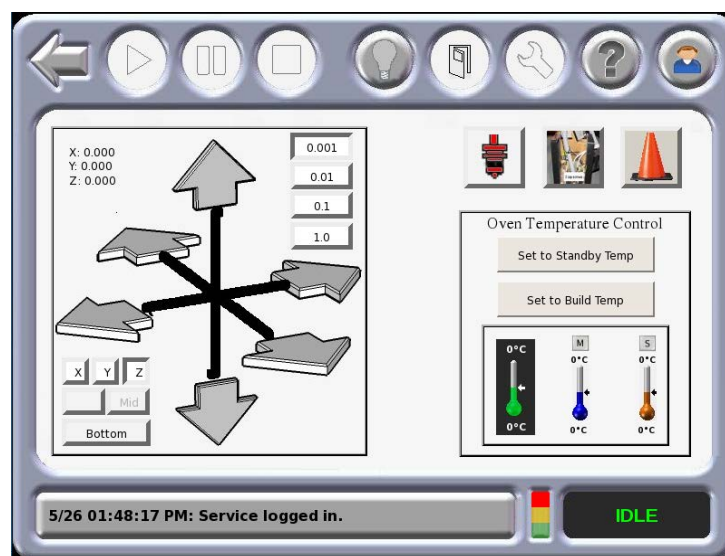 X: 0.000
Y: 0.000
Z: 0.000
0.001
0.01
0.1
1.0
X Y Z
Mid
Bottom
Oven Temperature Control
Set to Standby Temp
Set to Build Temp
M S
0°C 0°C 0°C
0°C 0°C 0°C
5/26 01:48:17 PM: Service logged in.
IDLE